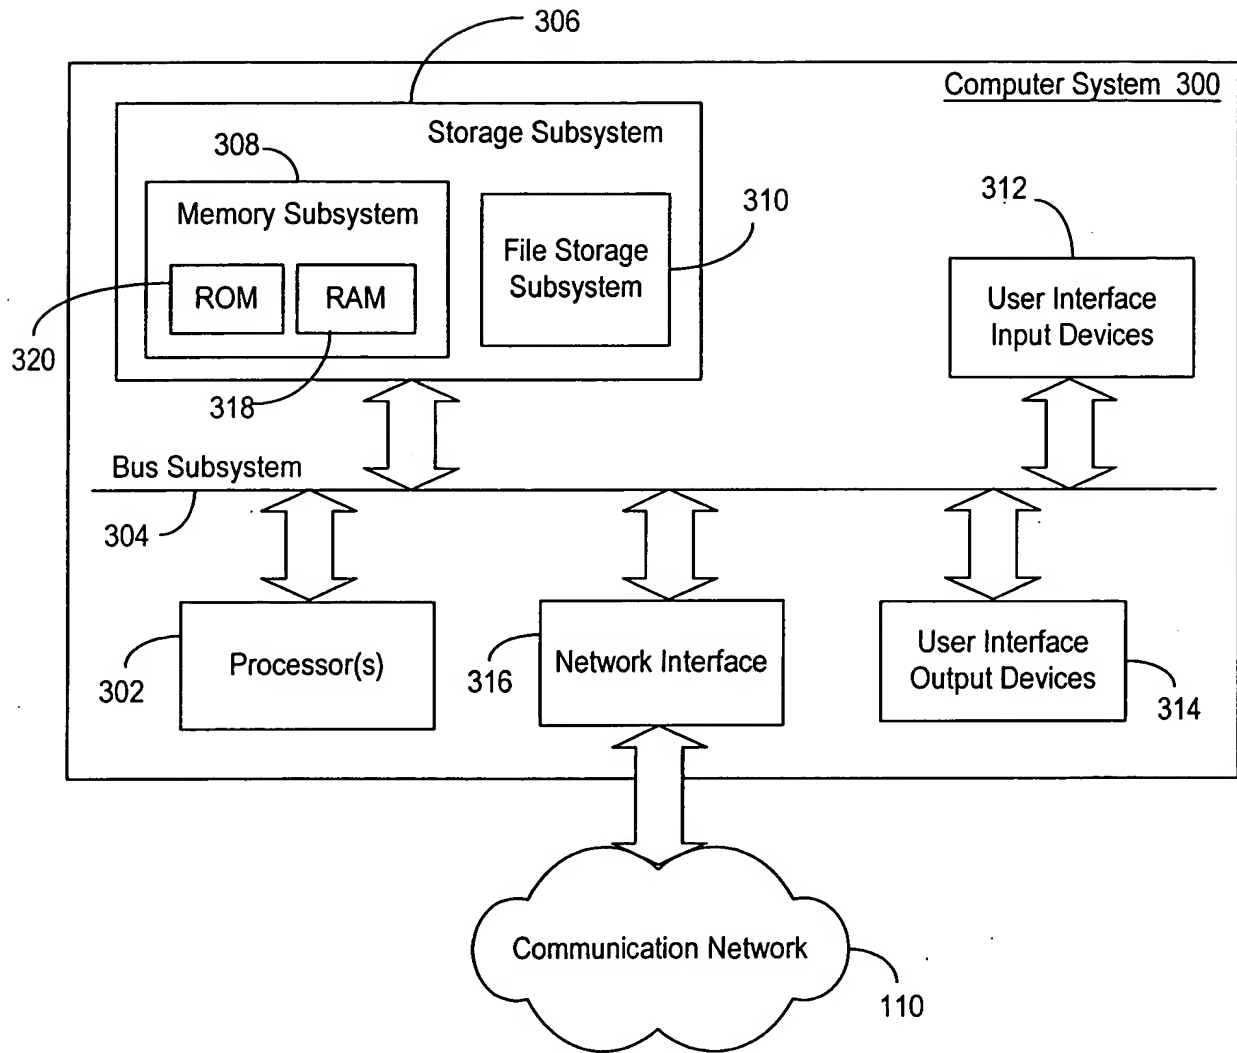 306
Computer System 300
Storage Subsystem
308
Memory Subsystem
310
312
File Storage
Subsystem
ROM
RAM
User Interface
Input Devices
320
318
Bus Subsystem
304
Processor(s)
302
Network Interface
316
User Interface
Output Devices
314
Communication Network
110